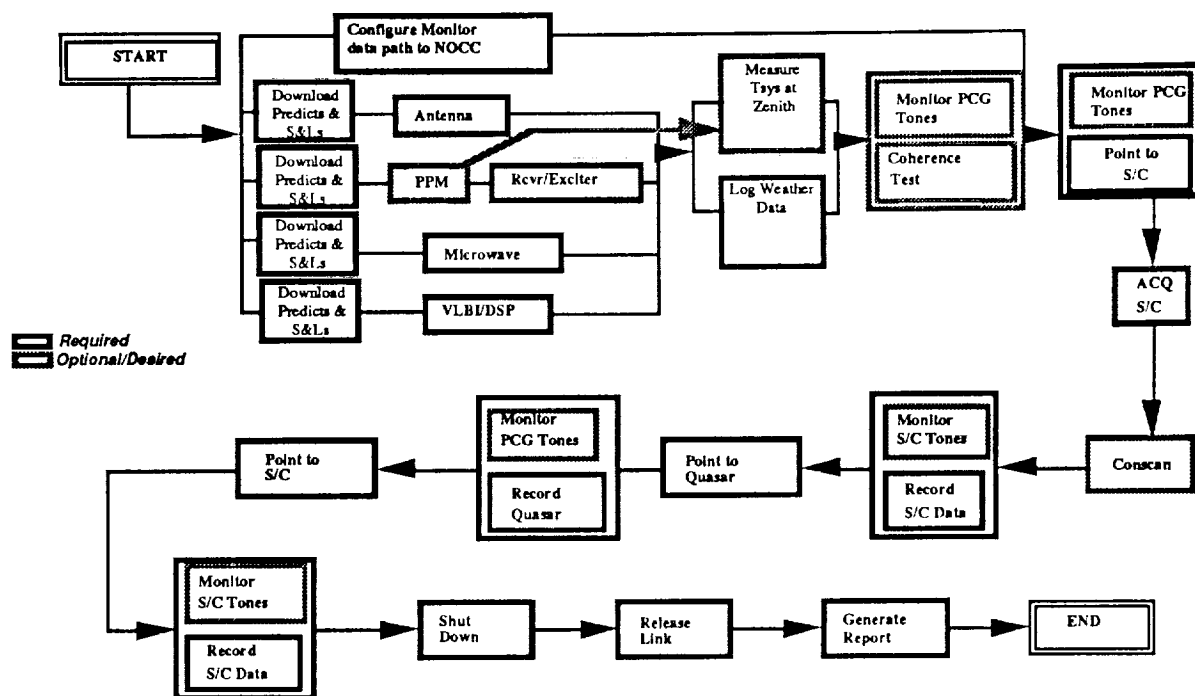 START
Configure Monitor
data path to NOCC
Download
Predicts &
S&Ls
Antenna
Download
Predicts &
S&Ls
PPM
Rcvr/Exciter
Download
Predicts &
S&Ls
Microwave
Download
Predicts &
S&Ls
VLBI/DSP
Measure
Tsys at
Zenith
Log Weather
Data
Monitor PCG
Tones
Coherence
Test
Monitor PCG
Tones
Point to
S/C
ACQ
S/C
Required
Optional/Desired
Conscan
Monitor
S/C Tones
Record
S/C Data
Point to
Quasar
Monitor
PCG Tones
Record
Quasar
Point to
S/C
Monitor
S/C Tones
Record
S/C Data
Shut
Down
Release
Link
Generate
Report
END